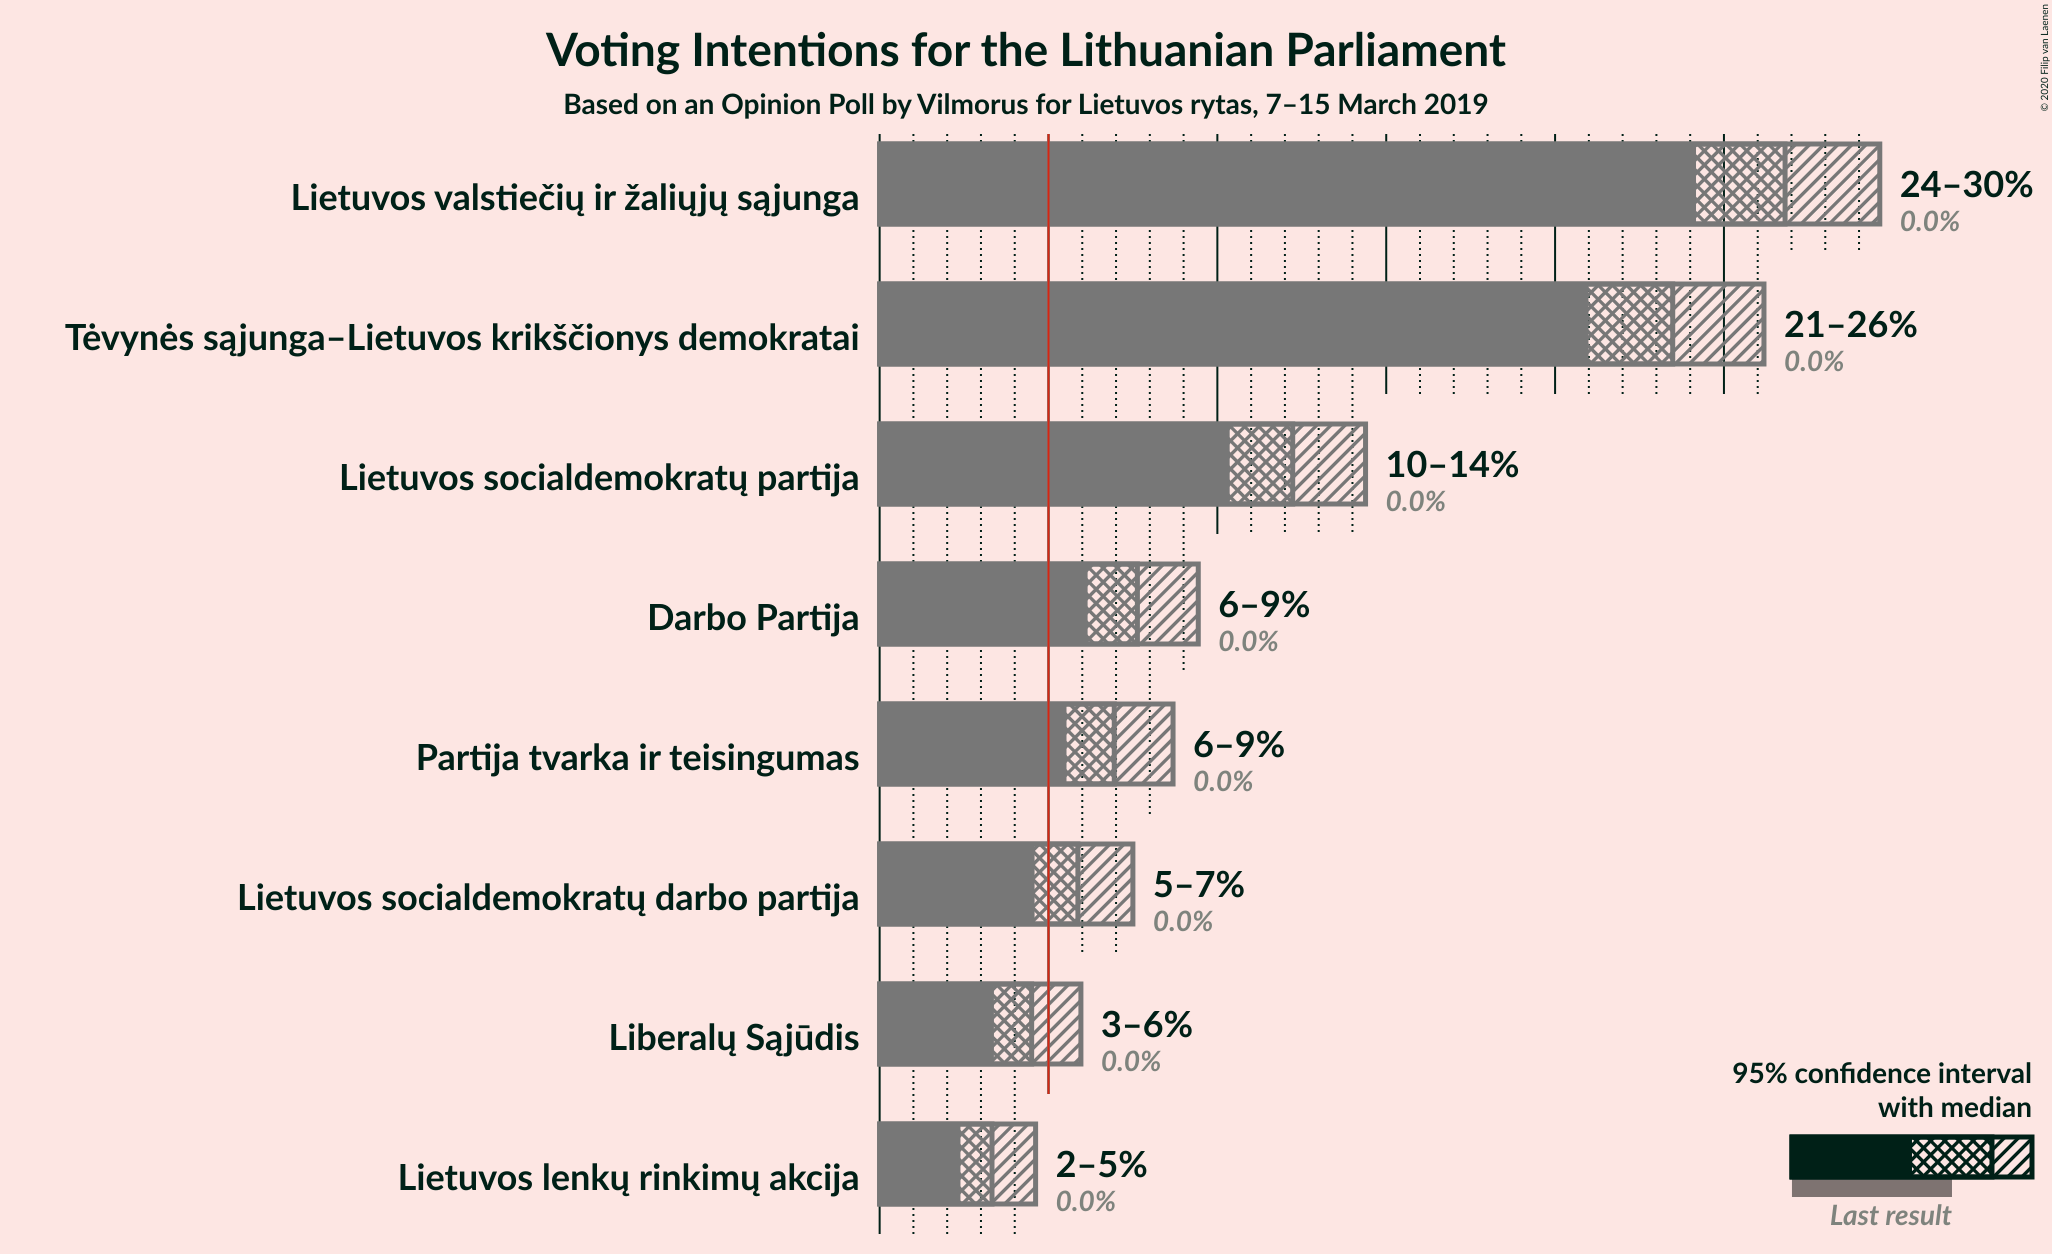 © 2020 Filip van Laenen
Voting Intentions for the Lithuanian Parliament
Based on an Opinion Poll by Vilmorus for Lietuvos rytas, 7–15 March 2019
Lietuvos valstiečių ir žaliųjų sąjunga
24–30%
0.0%
Tėvynės sąjunga–Lietuvos krikščionys demokratai
21–26%
0.0%
Lietuvos socialdemokratų partija
10–14%
0.0%
Darbo Partija
6–9%
0.0%
Partija tvarka ir teisingumas
6–9%
0.0%
Lietuvos socialdemokratų darbo partija
5–7%
0.0%
Liberalų Sąjūdis
3–6%
0.0%
Lietuvos lenkų rinkimų akcija
2–5%
0.0%
95% confidence interval
with median
Last result